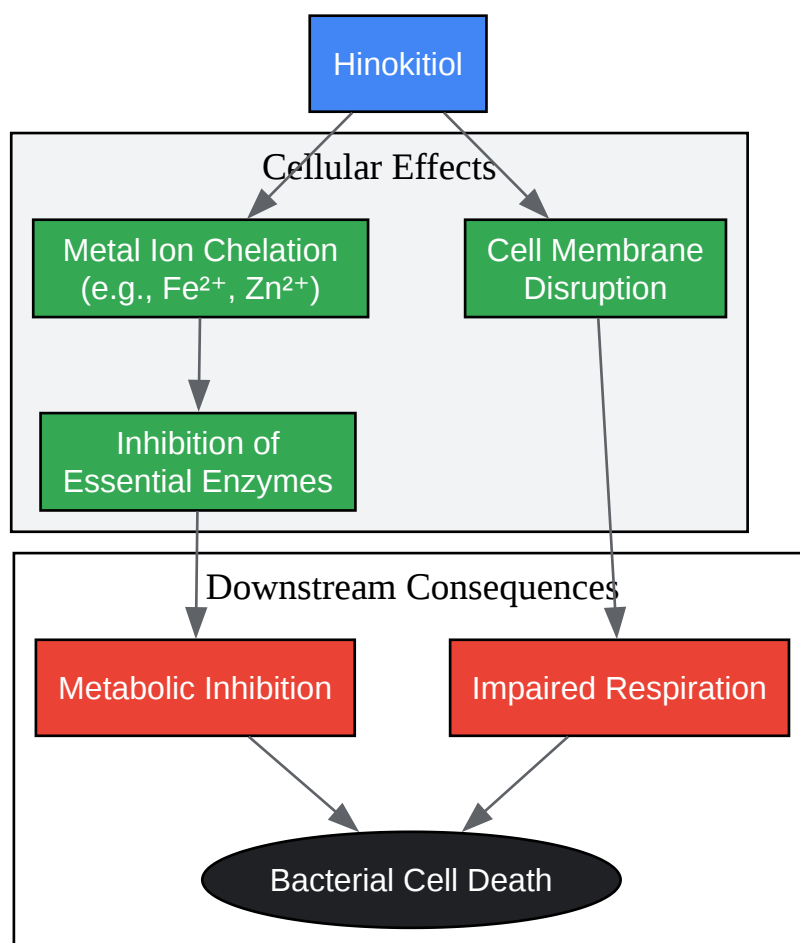 Hinokitiol
Cellular Effects
Metal Ion Chelation
(e.g., Fe²⁺, Zn²⁺)
Cell Membrane
Disruption
Inhibition of
Essential Enzymes
Downstream Consequences
Metabolic Inhibition
Impaired Respiration
Bacterial Cell Death